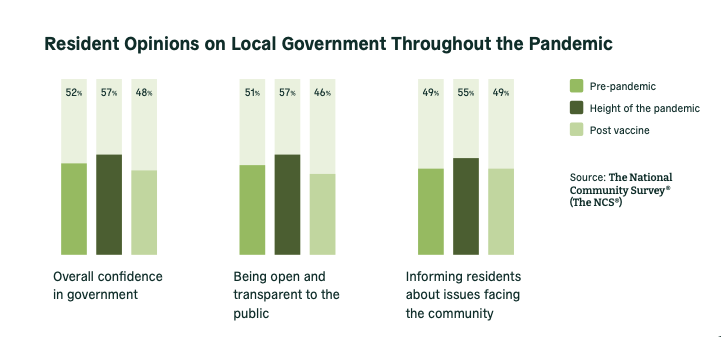 Resident Opinions on Local Government Throughout the Pandemic
52% 57% 48%
51% 57% 46%
49% 55% 49%
Pre-pandemic
Height of the pandemic
Post vaccine
Source: The National
Community Survey®
(The NCS®)
Overall confidence
in government
Being open and
transparent to the
public
Informing residents
about issues facing
the community